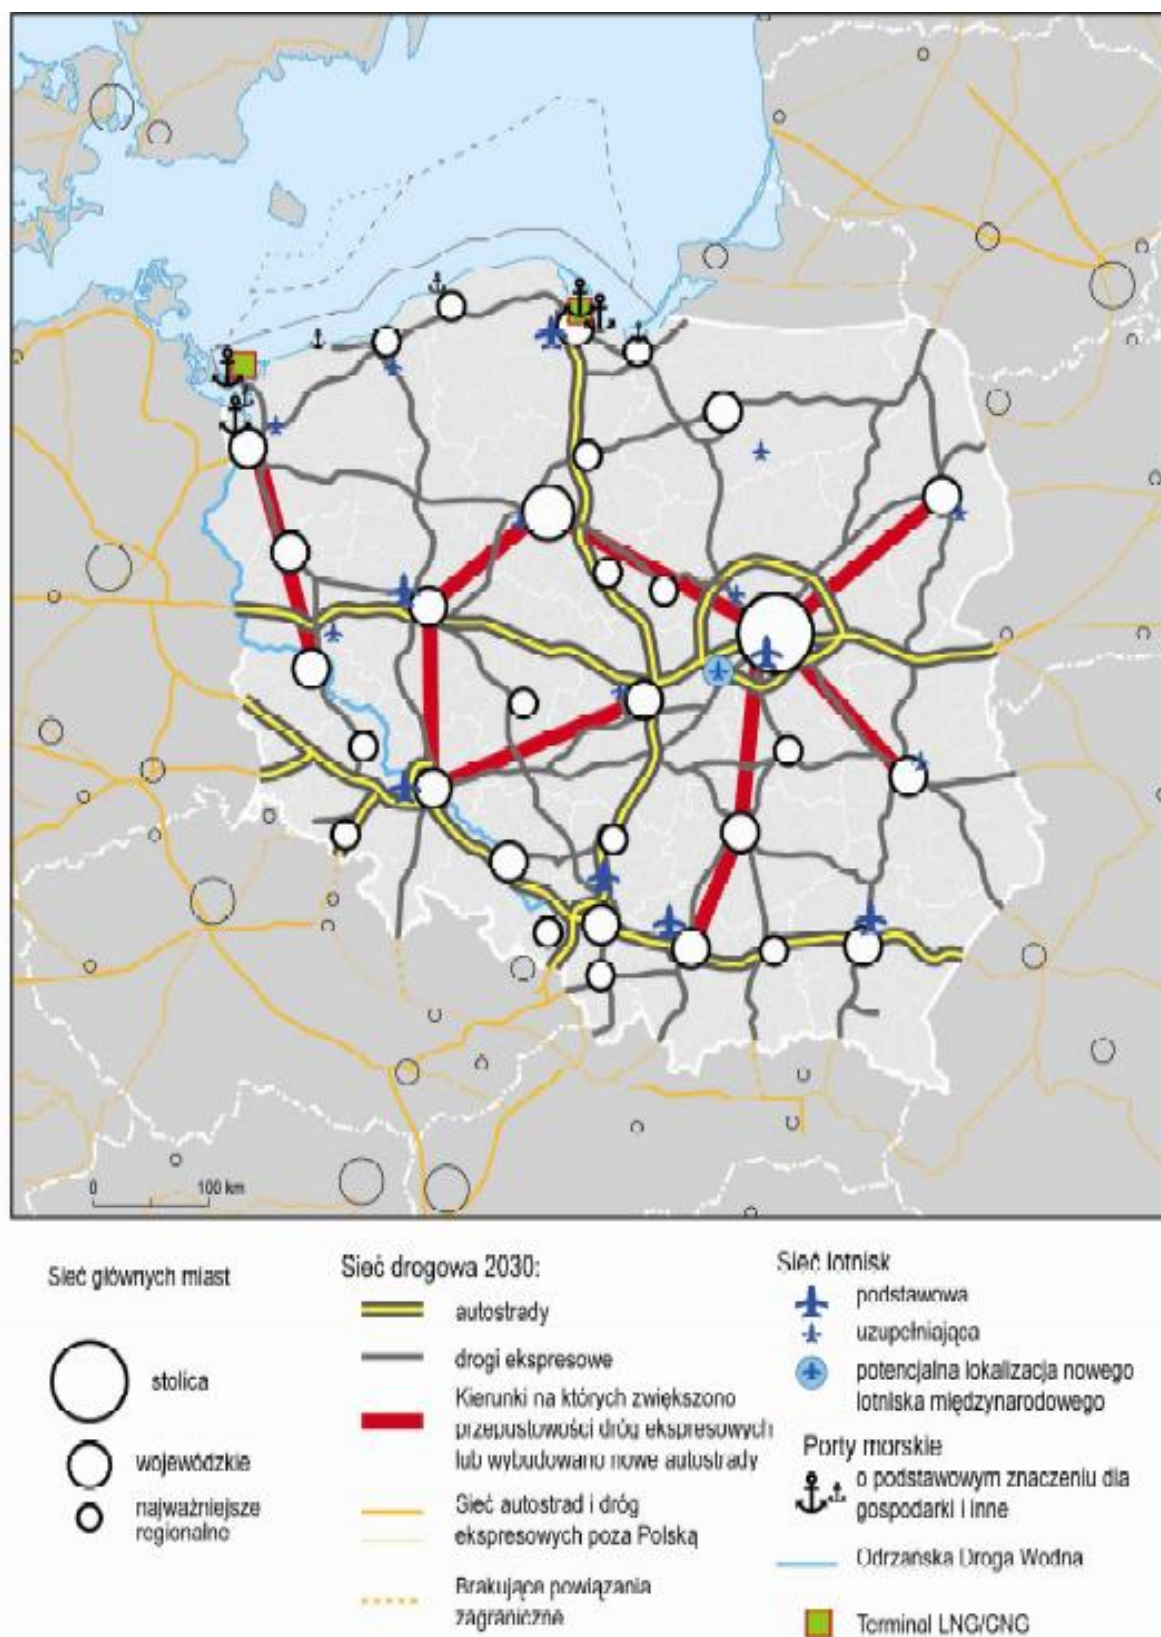 0 100 km
Sieć głównych miast
stolica
wojewódzkie
najważniejsze
regionalne
Sieć drogowa 2030:
autostrady
drogi ekspresowe
Kierunki na których zwiększono
przepustowości dróg ekspresowych
lub wybudowano nowe autostrady
Sieć autostrad i dróg
ekspresowych poza Polską
Brakujące powiązania
zagraniczne
Sieć lotnisk
podstawowa
uzupełniająca
potencjalna lokalizacja nowego
lotniska międzynarodowego
Porty morskie
o podstawowym znaczeniu dla
gospodarki i inne
Odrzańska Droga Wodna
Terminal LNG/CNG